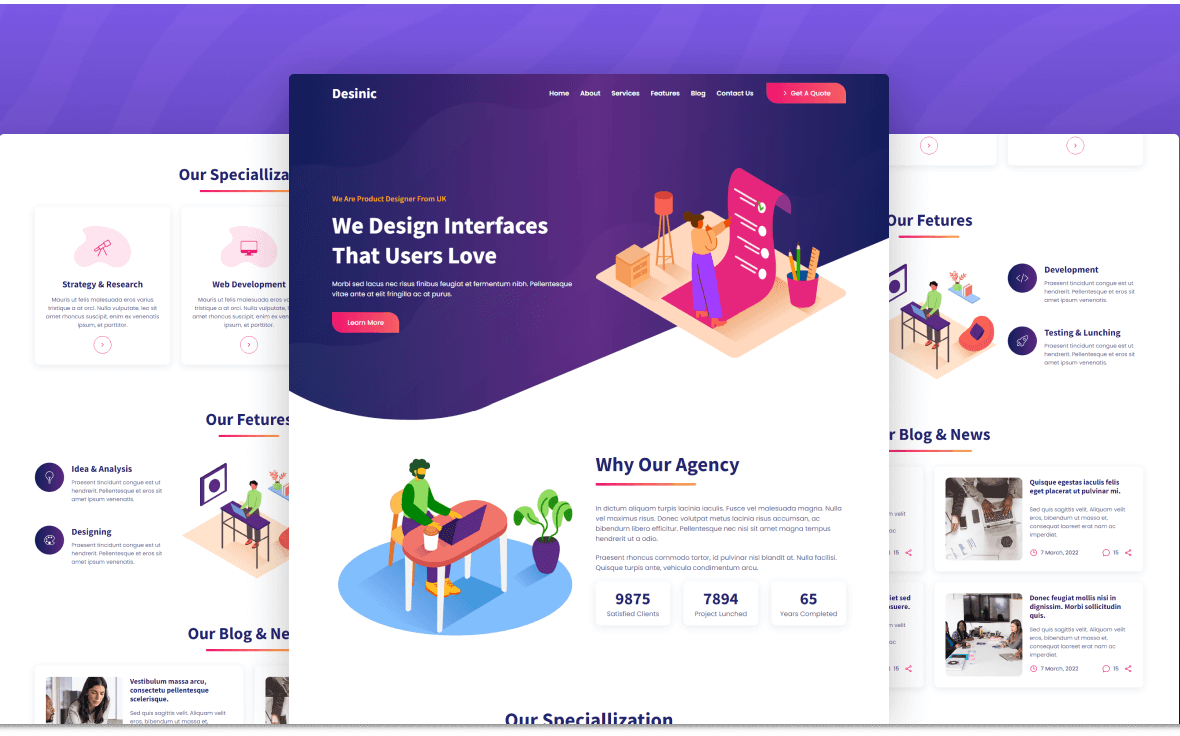 Desinic
Home About Services Features Blog Contact Us
Get A Quote
We Are Product Designer From UK
We Design Interfaces
That Users Love
Morbi sed lacus nec risus finibus feugiat et fermentum nibh. Pellentesque
vitae ante at elit fringilla ac at purus.
Learn More
Why Our Agency
In dictum aliquam turpis lacinia iaculis. Fusce vel malesuada magna. Nulla
vel maximus risus. Donec volutpat metus lacinia risus accumsan, ac
bibendum libero efficitur. Pellentesque nec nisi sit amet magna tempus
hendrerit ut a odio.
Praesent rhoncus commodo tortor, id pulvinar nisl blandit at. Nulla facilisi.
Quisque turpis ante, vehicula condimentum arcu.
9875 7894 65
Satisfied Clients Project Lunched Years Completed
Our Speciallization
Our Specialliza
Strategy & Research
Mauris ut felis malesuada eros varius
tristique a at orci. Nulla vulputate, leo sit
amet rhoncus suscipit, enim ex venenatis
ipsum, et porttitor.
Web Development
Mauris ut felis malesuada eros va
tristique a at orci. Nulla vulputate,
amet rhoncus suscipit, enim ex ven
ipsum, et porttitor.
Our Fetures
Idea & Analysis
Praesent tincidunt congue est ut
hendrerit. Pellentesque et eros sit
amet ipsum venenatis.
Designing
Praesent tincidunt congue est ut
hendrerit. Pellentesque et eros sit
amet ipsum venenatis.
Our Blog & Ne
Vestibulum massa arcu,
consectetu pellentesque
scelerisque.
Sed quis sagittis velit. Aliquam velit
eros, bibendum ut massa et,
Our Fetures
Development
Praesent tincidunt congue est ut
hendrerit. Pellentesque et eros sit
amet ipsum venenatis.
Testing & Lunching
Praesent tincidunt congue est ut
hendrerit. Pellentesque et eros sit
amet ipsum venenatis.
r Blog & News
m velit
ac
15
Quisque egestas iaculis felis
eget placerat ut pulvinar mi.
Sed quis sagittis velit. Aliquam velit
eros, bibendum ut massa et,
consequat laoreet erat nam ac
imperdiet.
7 March, 2022 15
iet sed
osuere.
m velit
ac
15
Donec feugiat mollis nisi in
dignissim. Morbi sollicitudin
quis.
Sed quis sagittis velit. Aliquam velit
eros, bibendum ut massa et,
consequat laoreet erat nam ac
imperdiet.
7 March, 2022 15